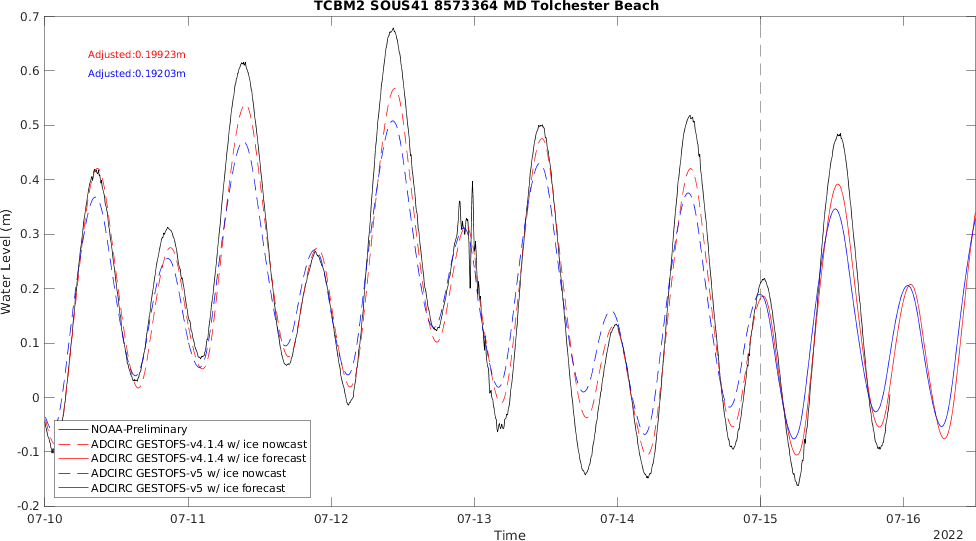 TCBM2 SOUS41 8573364 MD Tolchester Beach
0.7
0.6
0.5
0.4
0.3
0.2
0.1
0
-0.1
-0.2
Water Level (m)
Adjusted:0.19923m
Adjusted:0.19203m
NOAA-Preliminary
ADCIRC GESTOFS-v4.1.4 w/ ice nowcast
ADCIRC GESTOFS-v4.1.4 w/ ice forecast
ADCIRC GESTOFS-v5 w/ ice nowcast
ADCIRC GESTOFS-v5 w/ ice forecast
07-10 07-11 07-12 07-13 07-14 07-15 07-16
Time
2022